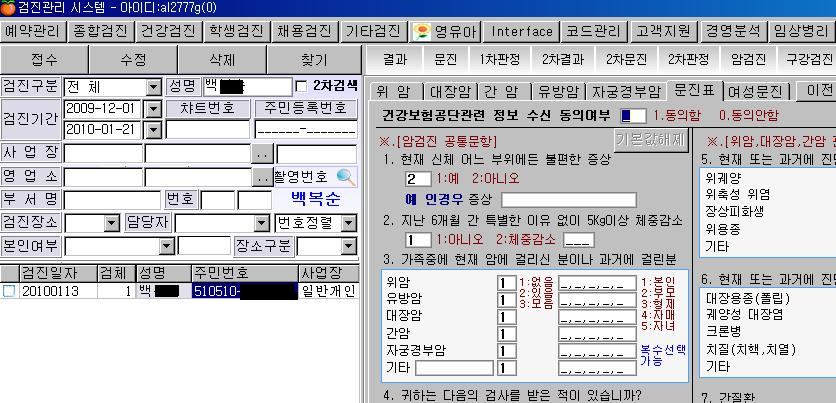 검진관리 시스템 - 아이디:al2777g(0)
예약관리 종합검진 건강검진 학생검진 채용검진 기타검진 영유아 Interface 코드관리 고객지원 경영분석 임상병리
접수 수정 삭제 찾기
결과 문진 1차판정 2차결과 2차문진 2차판정 암검진 구강검진
검진구분 전 체 성명 백 2차검색
위 암 대장암 간 암 유방암 자궁경부암 문진표 여성문진 이전
검진기간 2009-12-01 챠트번호 주민등록번호
2010-01-21 ______-_______
건강보험공단관련 정보 수신 동의여부 1.동의함 0.동의안함
사 업 장 ..
영 업 소 .. 촬영번호
부 서 명 번호 백복순
검진장소 담당자 번호정렬
본인여부 장소구분
검진일자 검체 성명 주민번호 사업장
20100113 1 백 510510- 일반개인
※.[암검진 공통문항] 기본값해제
1. 현재 신체 어느 부위에든 불편한 증상
2 1:예 2:아니오
예 인경우 증상
2. 지난 6개월 간 특별한 이유 없이 5Kg이상 체중감소
1 1:아니오 2:체중감소 ___
3. 가족중에 현재 암에 걸리신 분이나 과거에 걸린분
위암 1 1:없음 _,_,_,_,_ 1:본인
유방암 1 2:있음 _,_,_,_,_ 2:부모
대장암 1 3:모름 _,_,_,_,_ 3:형제
간암 1 _,_,_,_,_ 4:자매
5:자녀
자궁경부암 1 _,_,_,_,_ 복수선택
기타 1 _,_,_,_,_ 가능
4. 귀하는 다음의 검사를 받은 적이 있습니까?
※.[위암,대장암,간암
5. 현재 또는 과거에 진
위궤양
위축성 위염
장상피화생
위용종
기타
6. 현재 또는 과거에 진
대장용종(폴립)
궤양성 대장염
크론병
치질(치핵,치열)
기타
7. 간질환